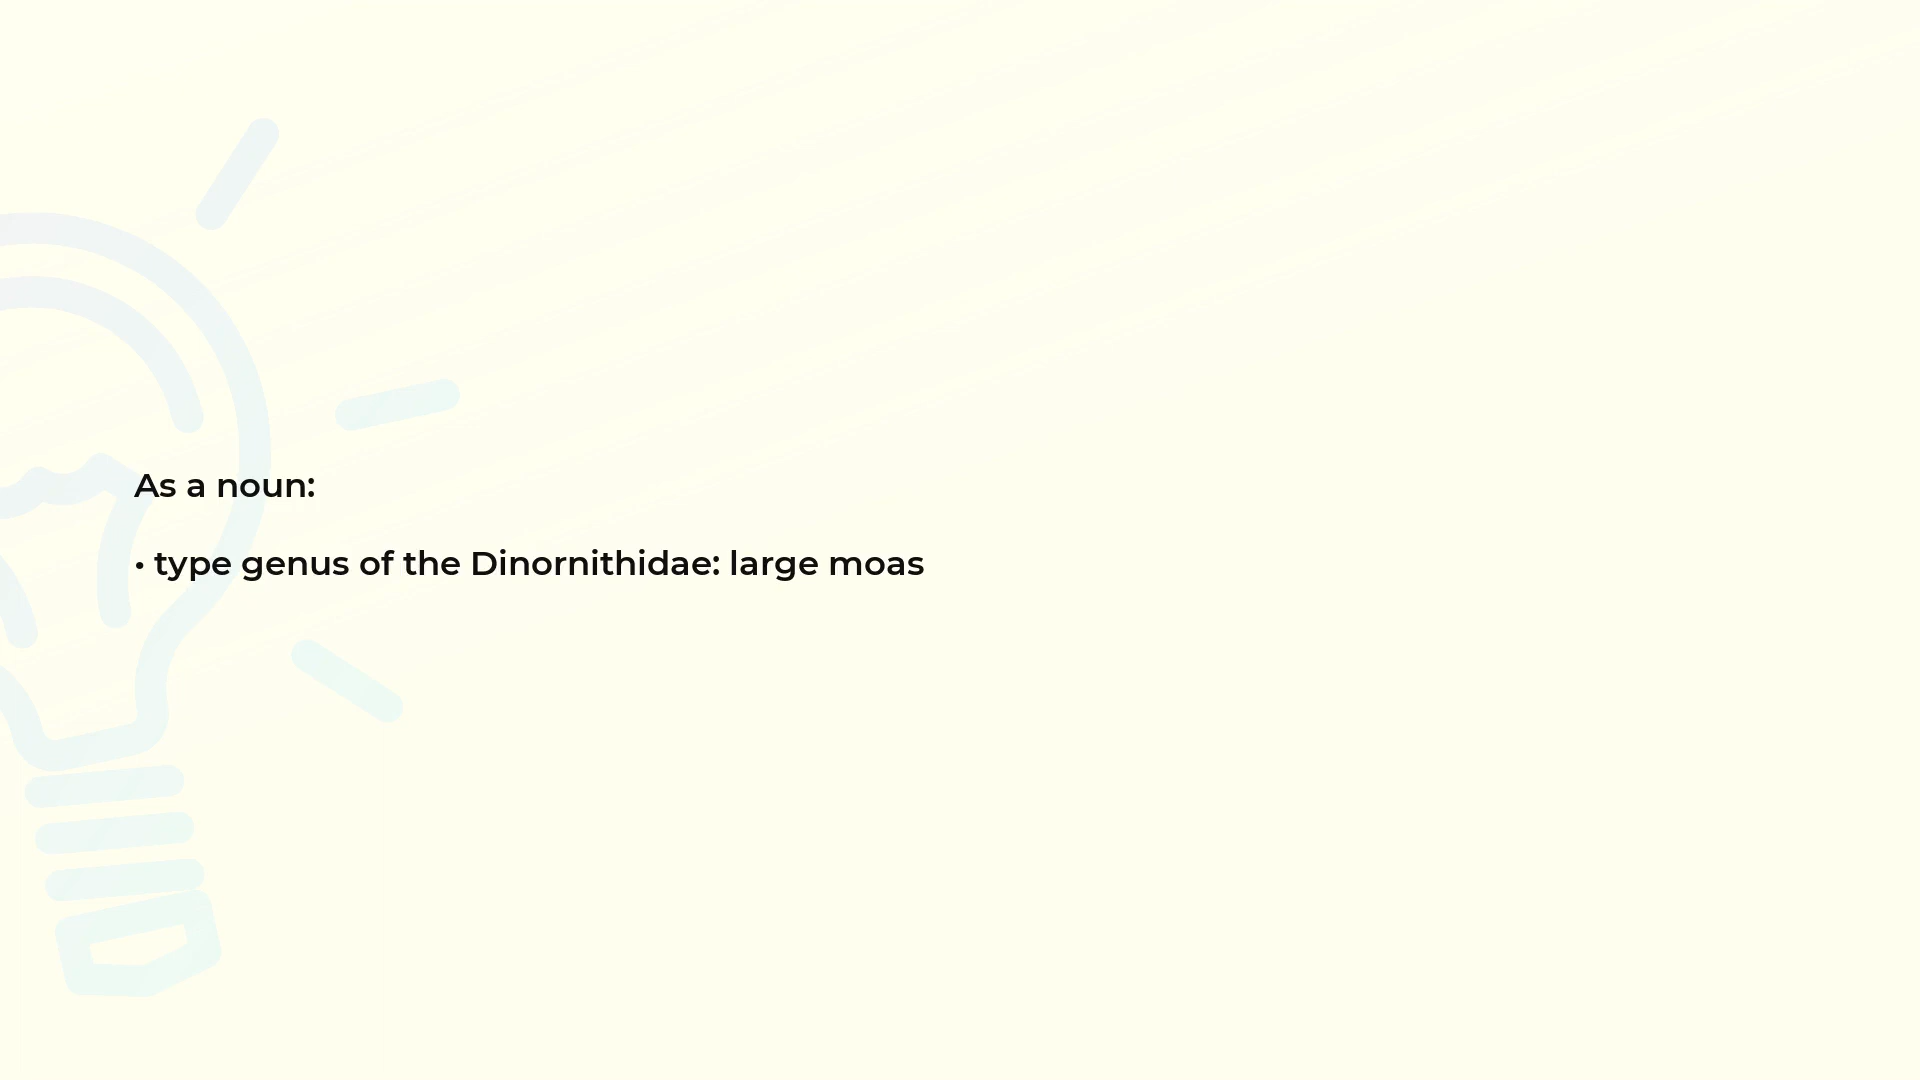 As a noun:
• type genus of the Dinornithidae: large moas